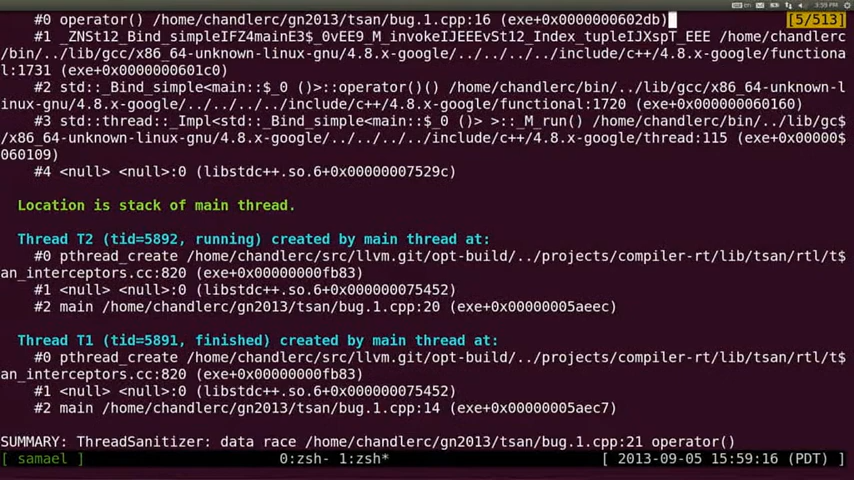 3:59 PM
#0 operator() /home/chandlerc/gn2013/tsan/bug.1.cpp:16 (exe+0x0000000602db) [5/513]
#1 _ZNSt12_Bind_simpleIFZ4mainE3$_0vEE9_M_invokeIJEEEvSt12_Index_tupleIJXspT_EEE /home/chandlerc
/bin/../lib/gcc/x86_64-unknown-linux-gnu/4.8.x-google/../../../../include/c++/4.8.x-google/functiona
l:1731 (exe+0x0000000601c0)
#2 std::_Bind_simple<main::$_0 ()>::operator()() /home/chandlerc/bin/../lib/gcc/x86_64-unknown-l
inux-gnu/4.8.x-google/../../../../include/c++/4.8.x-google/functional:1720 (exe+0x000000060160)
#3 std::thread::_Impl<std::_Bind_simple<main::$_0 ()> >::_M_run() /home/chandlerc/bin/../lib/gc$
/x86_64-unknown-linux-gnu/4.8.x-google/../../../../include/c++/4.8.x-google/thread:115 (exe+0x00000$
060109)
#4 <null> <null>:0 (libstdc++.so.6+0x00000007529c)
Location is stack of main thread.
Thread T2 (tid=5892, running) created by main thread at:
#0 pthread_create /home/chandlerc/src/llvm.git/opt-build/../projects/compiler-rt/lib/tsan/rtl/t$
an_interceptors.cc:820 (exe+0x00000000fb83)
#1 <null> <null>:0 (libstdc++.so.6+0x000000075452)
#2 main /home/chandlerc/gn2013/tsan/bug.1.cpp:20 (exe+0x00000005aeec)
Thread T1 (tid=5891, finished) created by main thread at:
#0 pthread_create /home/chandlerc/src/llvm.git/opt-build/../projects/compiler-rt/lib/tsan/rtl/t$
an_interceptors.cc:820 (exe+0x00000000fb83)
#1 <null> <null>:0 (libstdc++.so.6+0x000000075452)
#2 main /home/chandlerc/gn2013/tsan/bug.1.cpp:14 (exe+0x00000005aec7)
SUMMARY: ThreadSanitizer: data race /home/chandlerc/gn2013/tsan/bug.1.cpp:21 operator()
[ samael ] 0:zsh- 1:zsh* [ 2013-09-05 15:59:16 (PDT) ]